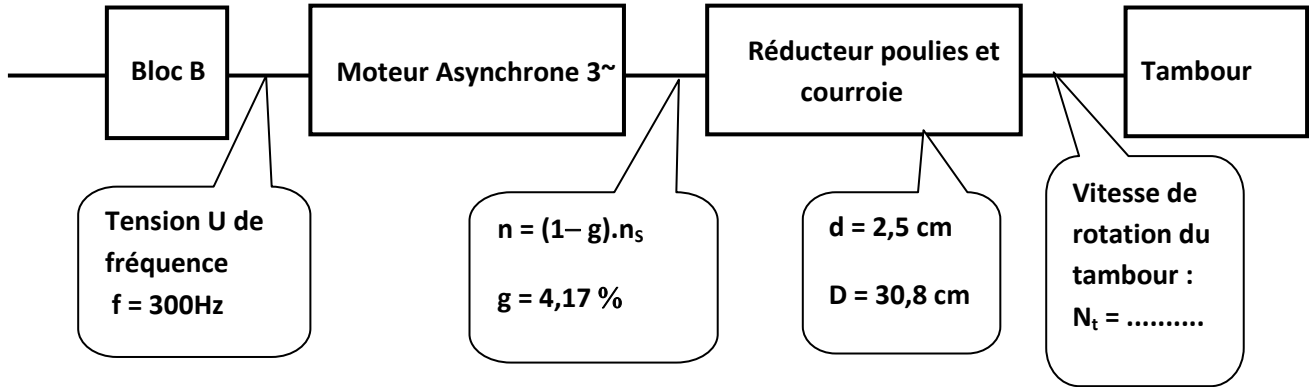 Bloc B
Moteur Asynchrone 3~
Réducteur poulies et
courroie
Tambour
Tension U de
fréquence
f = 300Hz
n = (1– g).nS
g = 4,17 %
d = 2,5 cm
D = 30,8 cm
Vitesse de
rotation du
tambour :
Nt = ..........